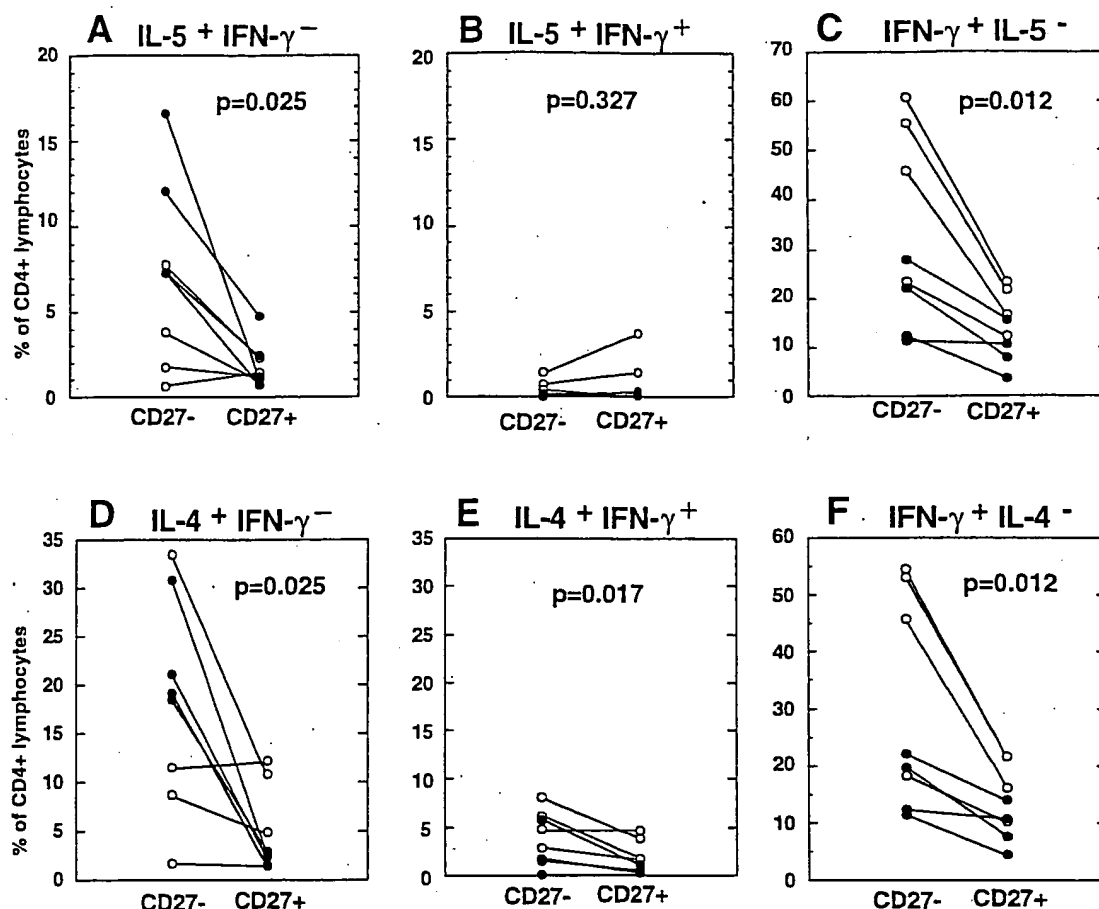 A IL-5 + IFN-γ −
B IL-5 + IFN-γ +
C IFN-γ + IL-5 -
% of CD4+ lymphocytes
20
15
10
5
0
p=0.025
CD27- CD27+
20
15
10
5
0
p=0.327
CD27- CD27+
70
60
50
40
30
20
10
0
p=0.012
CD27- CD27+
D IL-4 + IFN-γ −
E IL-4 + IFN-γ +
F IFN-γ + IL-4 -
% of CD4+ lymphocytes
35
30
25
20
15
10
5
0
p=0.025
CD27- CD27+
35
30
25
20
15
10
5
0
p=0.017
CD27- CD27+
60
50
40
30
20
10
0
p=0.012
CD27- CD27+